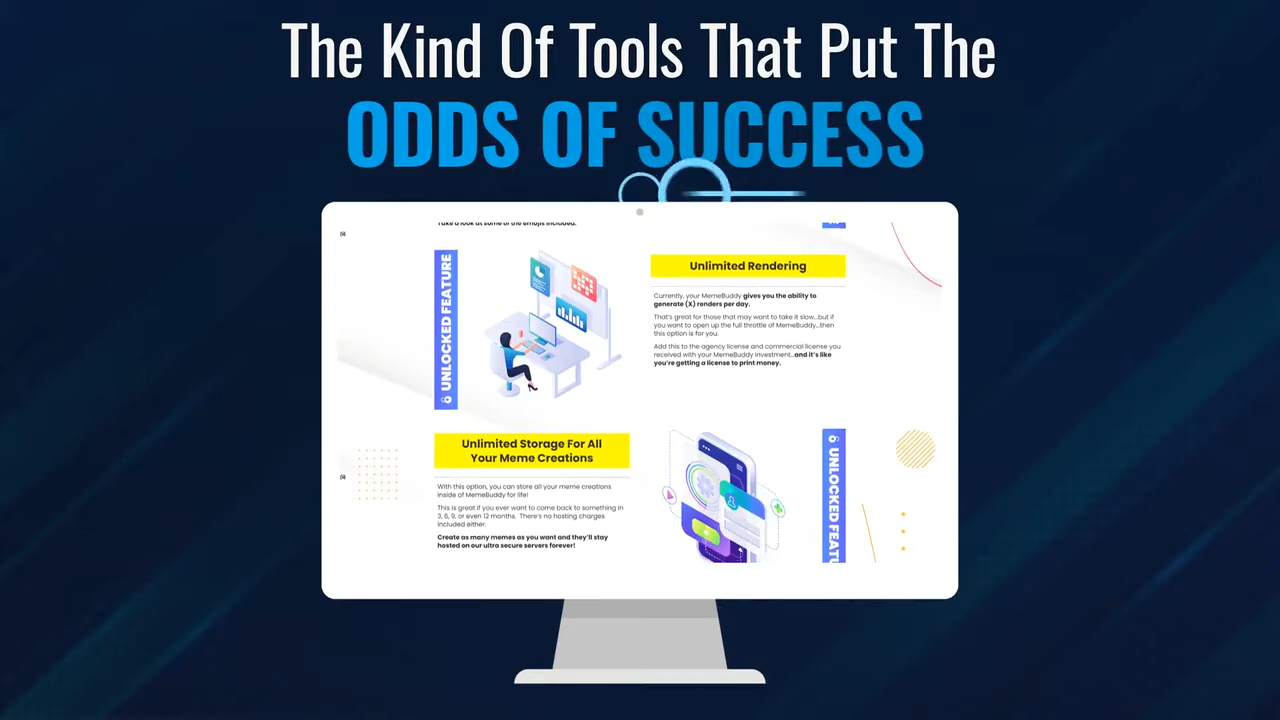 The Kind Of Tools That Put The
ODDS OF SUCCESS
Take a look at some of the emojis included.
6 UNLOCKED FEATURE
Unlimited Rendering
Currently, your MemeBuddy gives you the ability to
generate (X) renders per day.
That's great for those that may want to take it slow...but if
you want to open up the full throttle of MemeBuddy...then
this option is for you.
Add this to the agency license and commercial license you
received with your MemeBuddy investment...and it's like
you're getting a license to print money.
Unlimited Storage For All
Your Meme Creations
With this option, you can store all your meme creations
inside of MemeBuddy for life!
This is great if you ever want to come back to something in
3, 6, 9, or even 12 months. There's no hosting charges
included either.
Create as many memes as you want and they'll stay
hosted on our ultra secure servers forever!
UNLOCKED FEATU